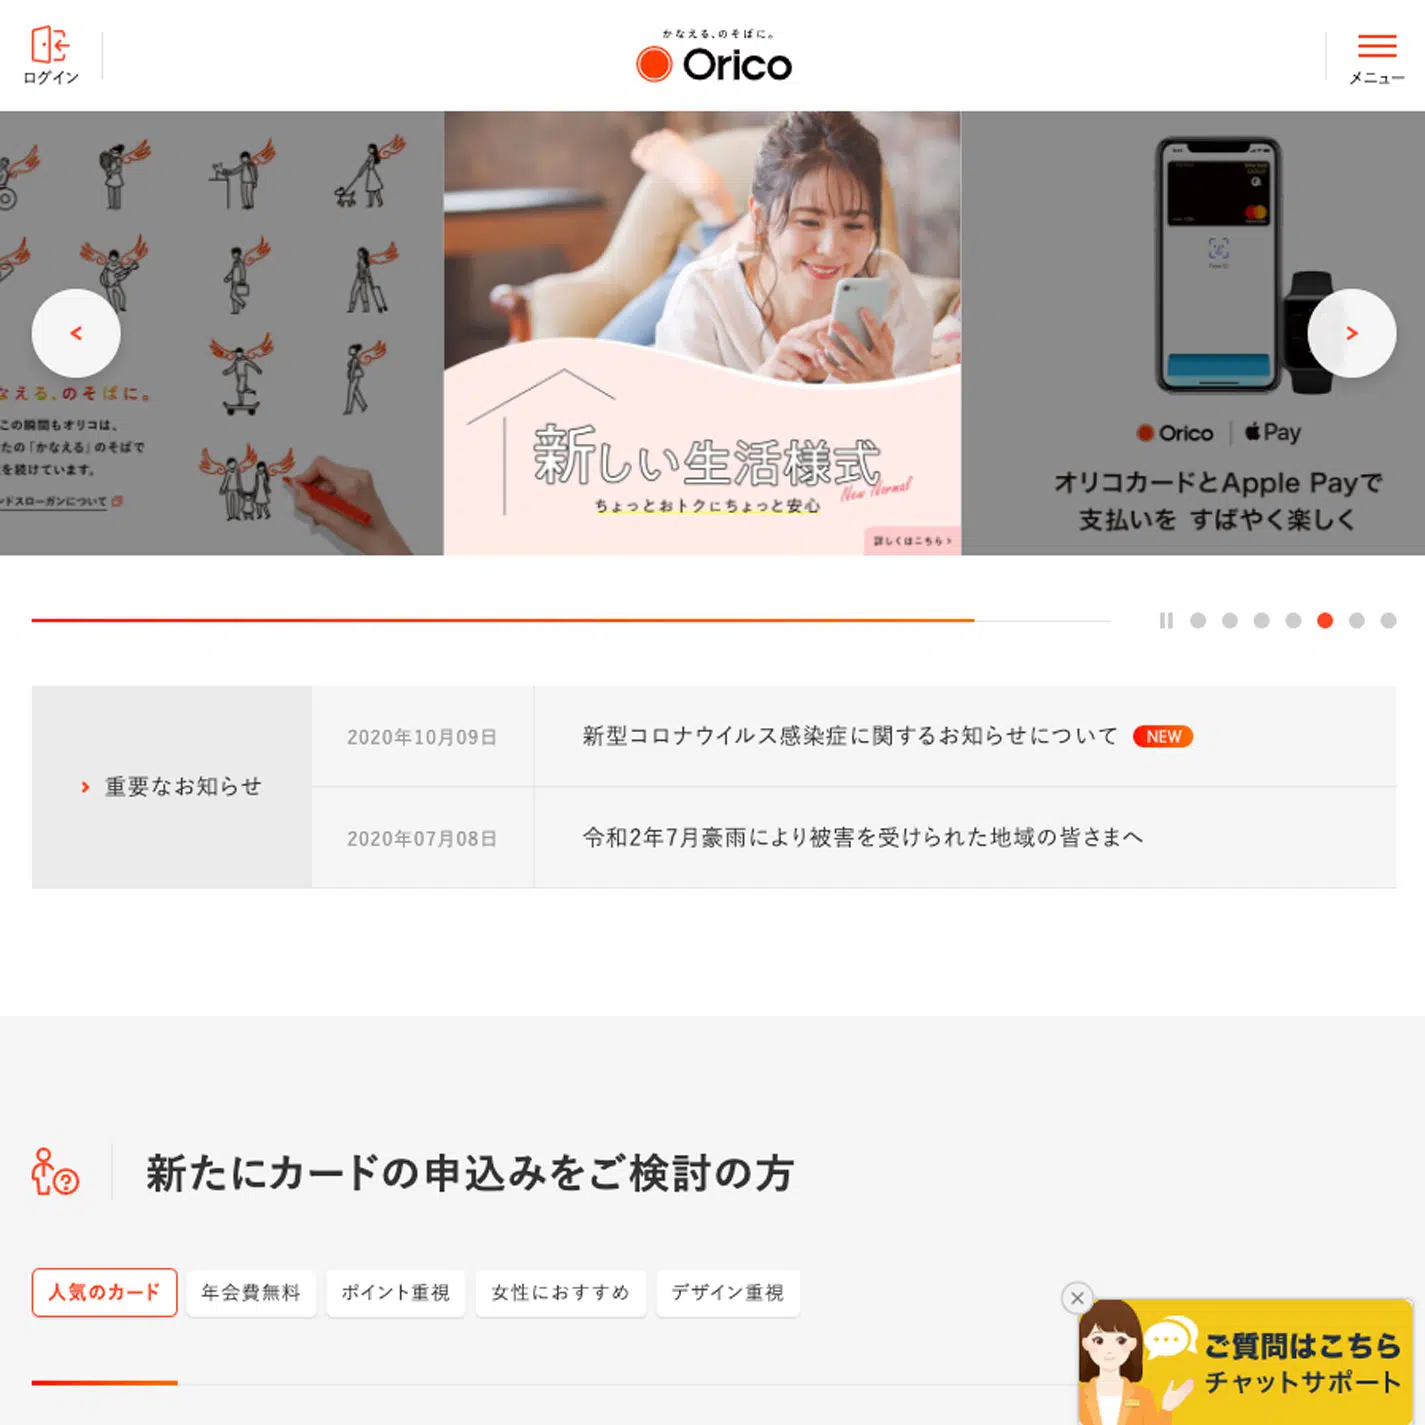 ログイン
かなえる、のそばに。
Orico
メニュー
なえる、のそばに。
この瞬間もオリコは、
たの「かなえる」のそばで
を続けています。
ンドスローガンについて
新しい生活様式
New Normal
ちょっとおトクにちょっと安心
詳しくはこちら
Orico
Pay
オリコカードとApple Payで
支払いを すばやく楽しく
重要なお知らせ
2020年10月09日
新型コロナウイルス感染症に関するお知らせについて NEW
2020年07月08日
令和2年7月豪雨により被害を受けられた地域の皆さまへ
新たにカードの申込みをご検討の方
人気のカード
年会費無料
ポイント重視
女性におすすめ
デザイン重視
ご質問はこちら
チャットサポート